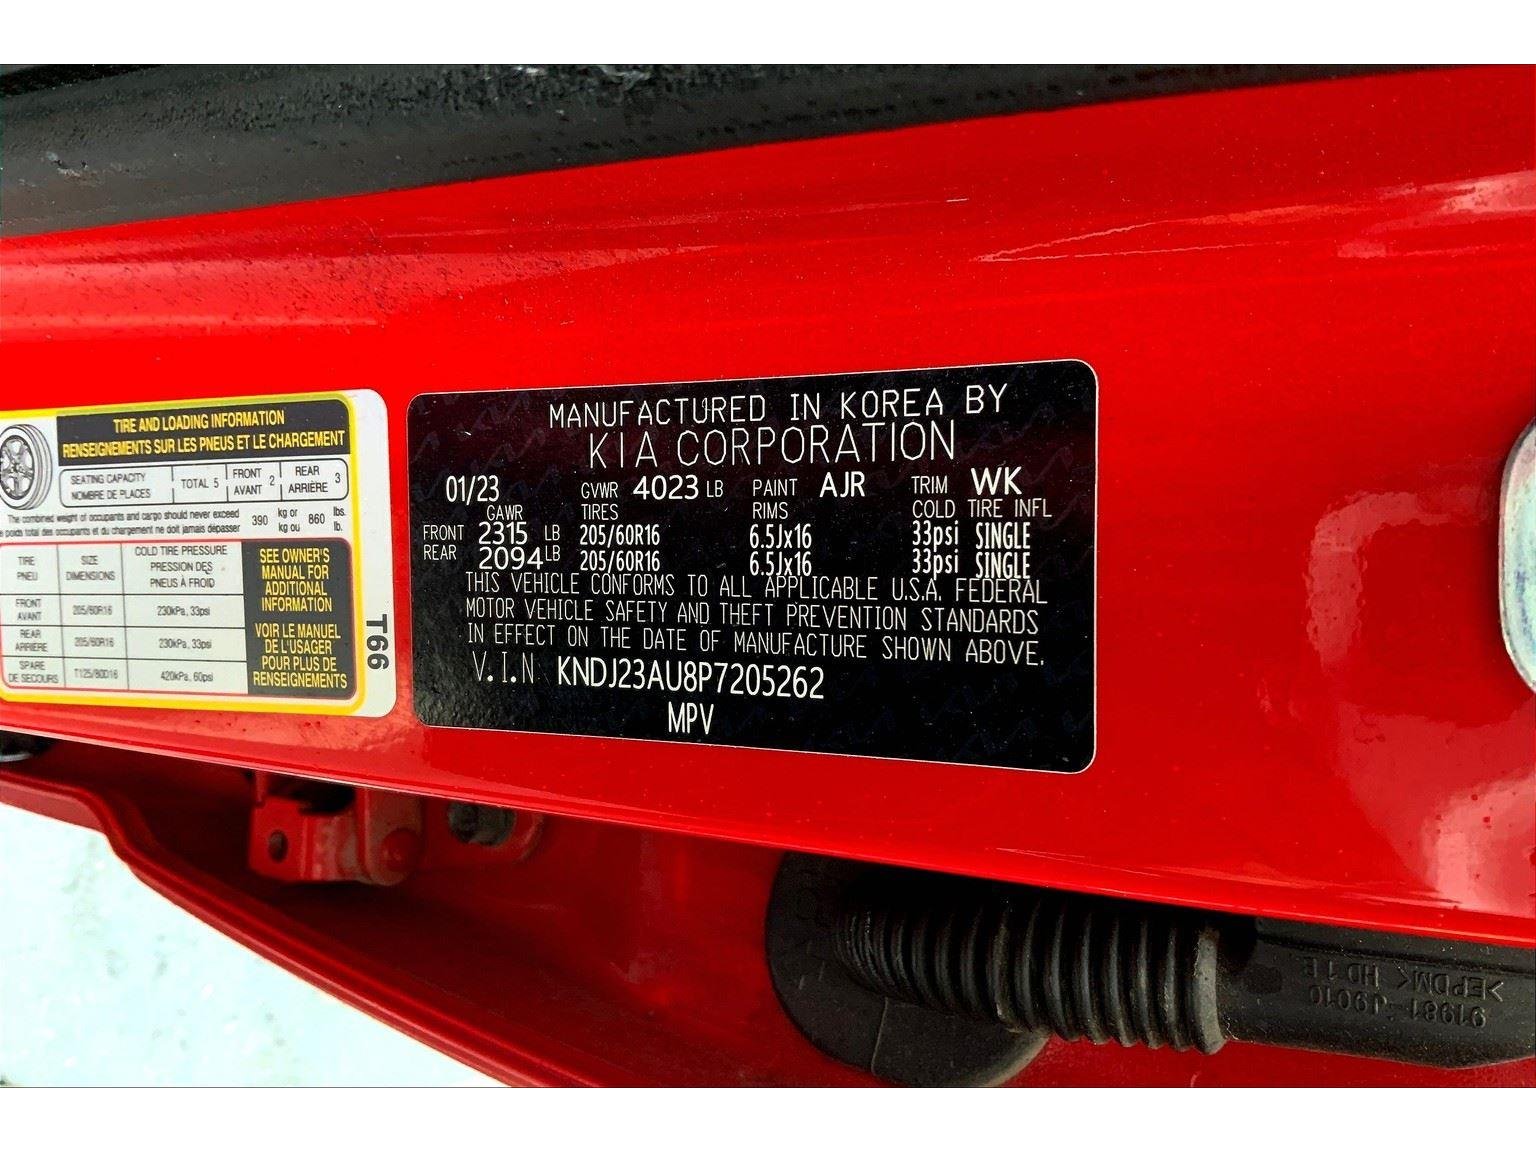 TIRE AND LOADING INFORMATION
RENSEIGNEMENTS SUR LES PNEUS ET LE CHARGEMENT
SEATING CAPACITY
NOMBRE DE PLACES
TOTAL 5
FRONT
AVANT
2
REAR
ARRIÈRE
3
The combined weight of occupants and cargo should never exceed
poids total des occupants et du chargement ne doit jamais dépasser
390
kg or
kg ou
860
lbs.
lb.
TIRE
PNEU
SIZE
DIMENSIONS
COLD TIRE PRESSURE
PRESSION DES
PNEUS À FROID
FRONT
AVANT
205/60R16
230kPa, 33psi
REAR
ARRIÈRE
205/60R16
230kPa, 33psi
SPARE
DE SECOURS
T125/80D16
420kPa, 60psi
SEE OWNER'S
MANUAL FOR
ADDITIONAL
INFORMATION
VOIR LE MANUEL
DE L'USAGER
POUR PLUS DE
RENSEIGNEMENTS
T66
MANUFACTURED IN KOREA BY
KIA CORPORATION
01/23 GVWR 4023 LB PAINT AJR TRIM WK
GAWR TIRES RIMS COLD TIRE INFL
FRONT 2315 LB 205/60R16 6.5Jx16 33psi SINGLE
REAR 2094 LB 205/60R16 6.5Jx16 33psi SINGLE
THIS VEHICLE CONFORMS TO ALL APPLICABLE U.S.A. FEDERAL
MOTOR VEHICLE SAFETY AND THEFT PREVENTION STANDARDS
IN EFFECT ON THE DATE OF MANUFACTURE SHOWN ABOVE.
V.I.N KNDJ23AU8P7205262
MPV
91981-J9010
>EPDM< HD 1 E